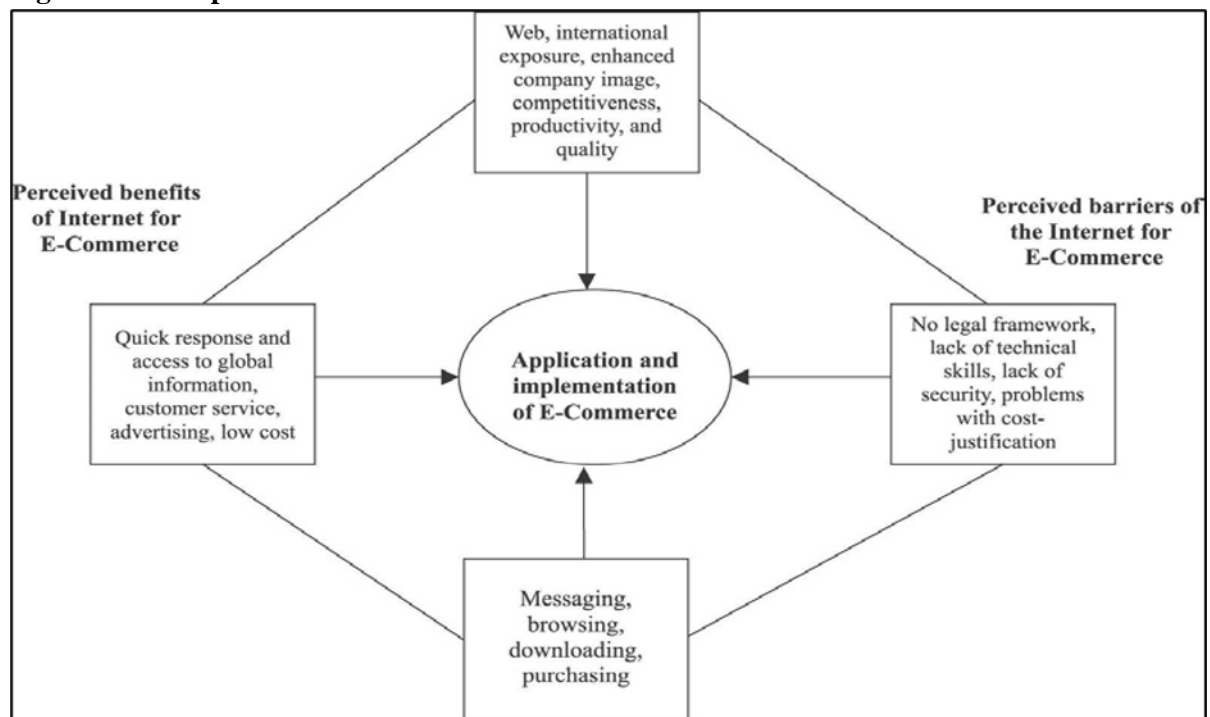 Web, international
exposure, enhanced
company image,
competitiveness,
productivity, and
quality
Perceived benefits
of Internet for
E-Commerce
Perceived barriers of
the Internet for
E-Commerce
Quick response and
access to global
information,
customer service,
advertising, low cost
Application and
implementation
of E-Commerce
No legal framework,
lack of technical
skills, lack of
security, problems
with cost-
justification
Messaging,
browsing,
downloading,
purchasing